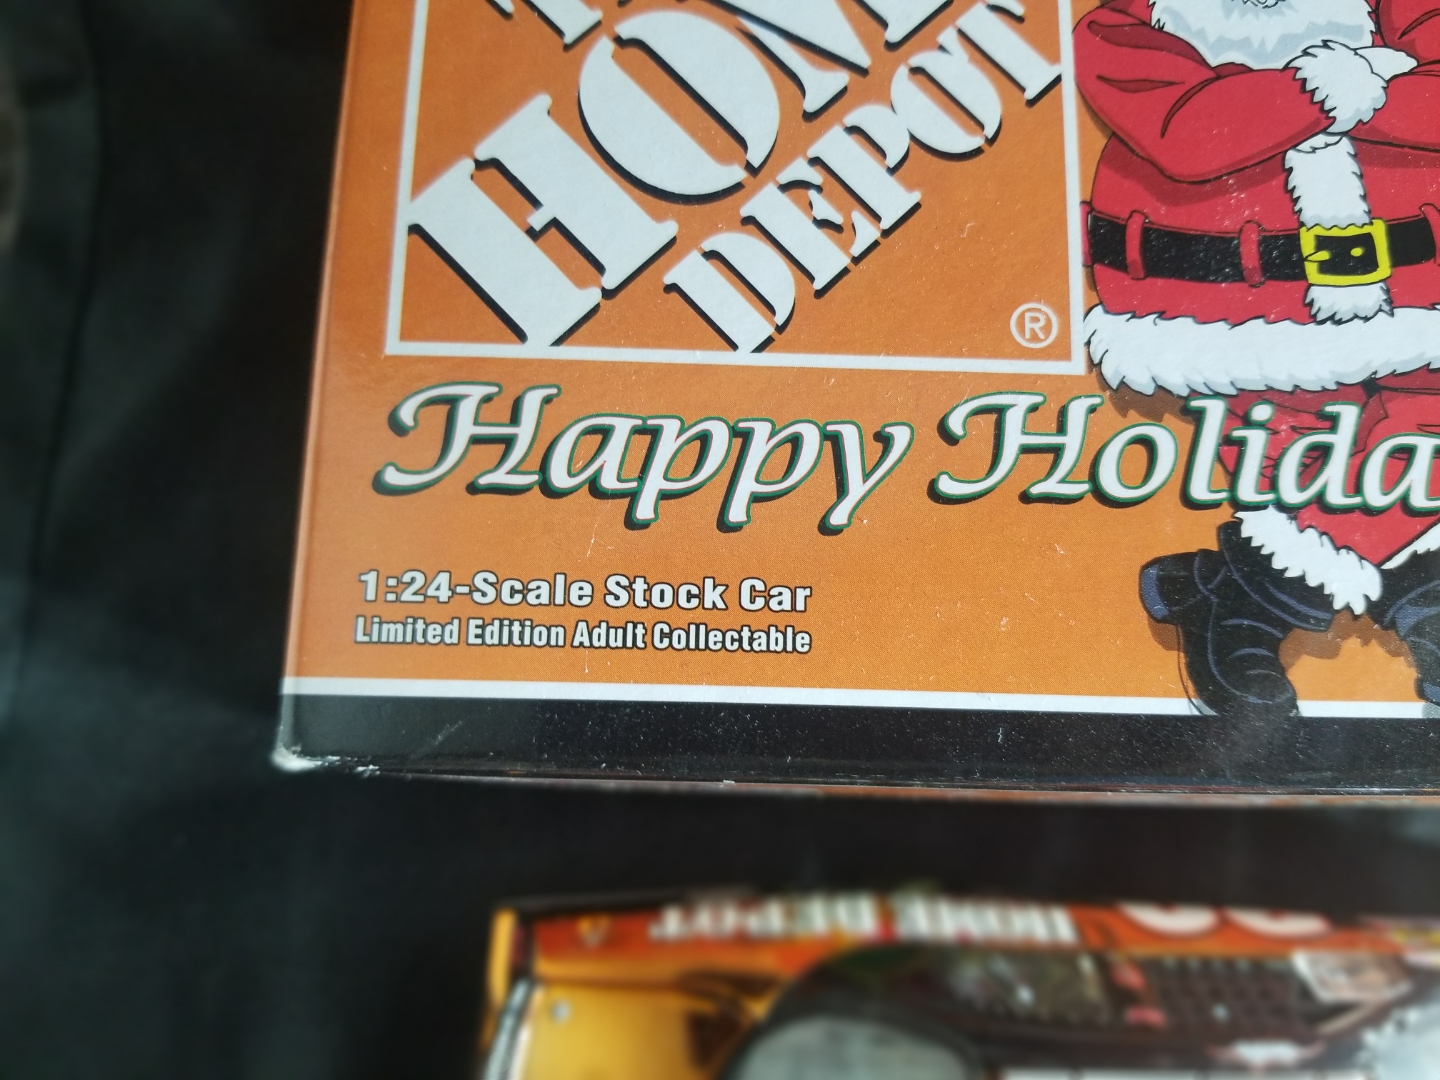 HOME
DEPOT
®
Happy Holida
1:24-Scale Stock Car
Limited Edition Adult Collectable
HOME DEPOT